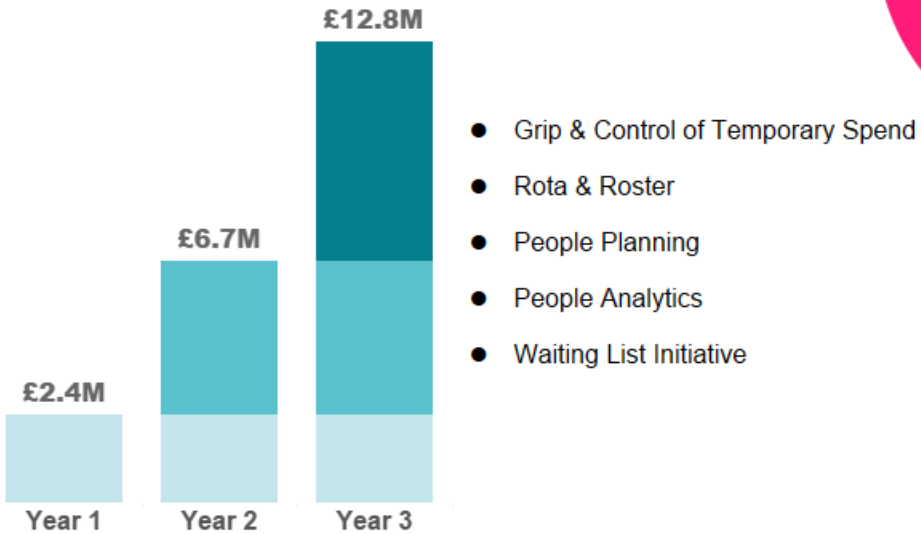 £12.8M
£6.7M
£2.4M
Year 1
Year 2
Year 3
● Grip & Control of Temporary Spend
● Rota & Roster
● People Planning
● People Analytics
● Waiting List Initiative